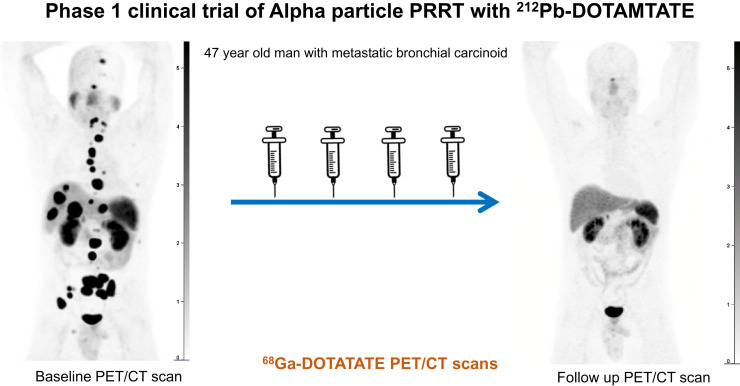 Phase 1 clinical trial of Alpha particle PRRT with ²¹²Pb-DOTAMTATE
47 year old man with metastatic bronchial carcinoid
5
4
3
2
1
0
5
4
3
2
1
0
⁶⁸Ga-DOTATATE PET/CT scans
Baseline PET/CT scan
Follow up PET/CT scan